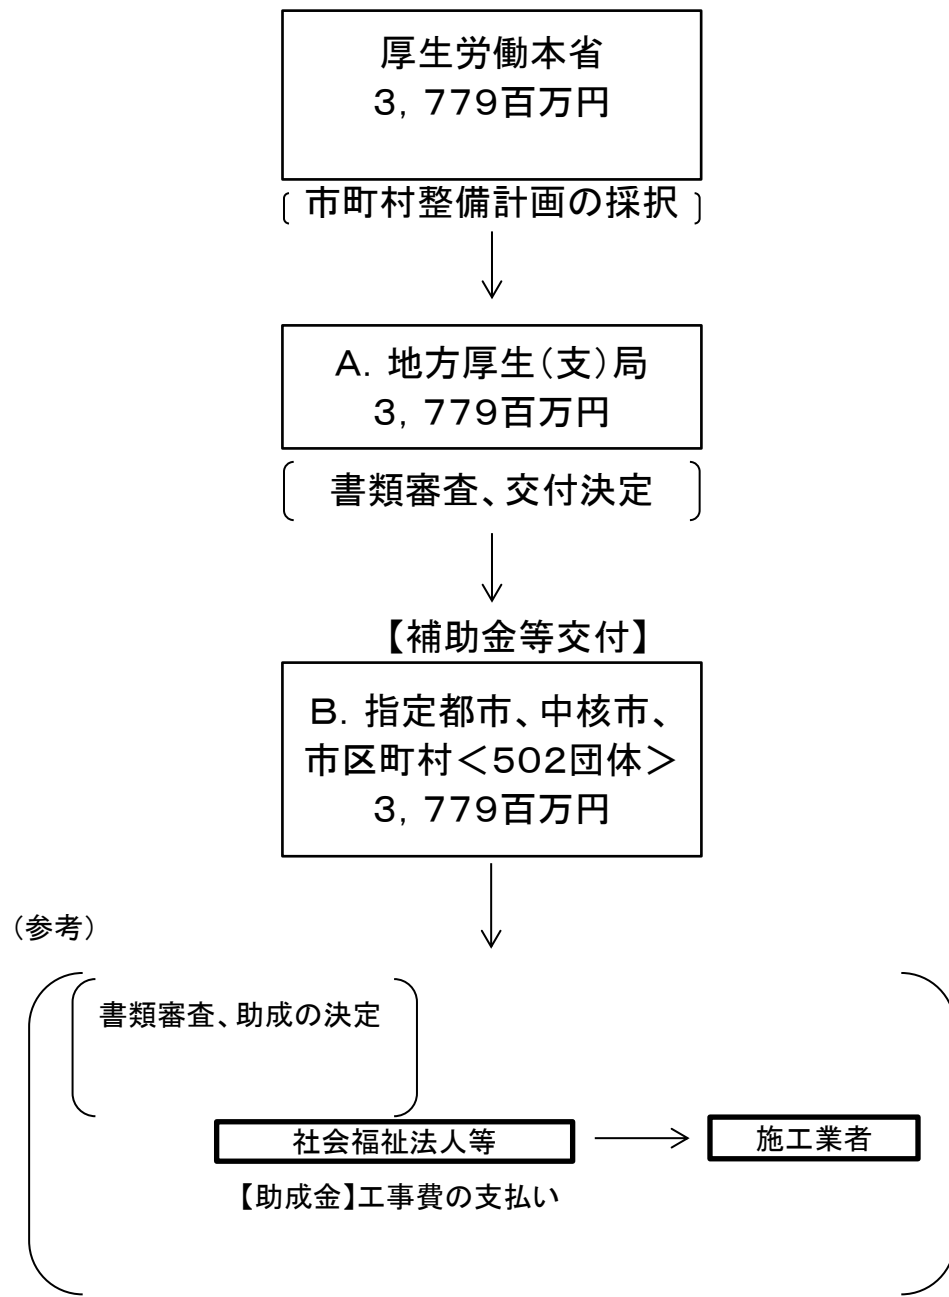 厚生労働本省
3，779百万円
市町村整備計画の採択
A．地方厚生（支）局
3，779百万円
書類審査、交付決定
【補助金等交付】
B．指定都市、中核市、
市区町村＜502団体＞
3，779百万円
（参考）
書類審査、助成の決定
社会福祉法人等
施工業者
【助成金】工事費の支払い